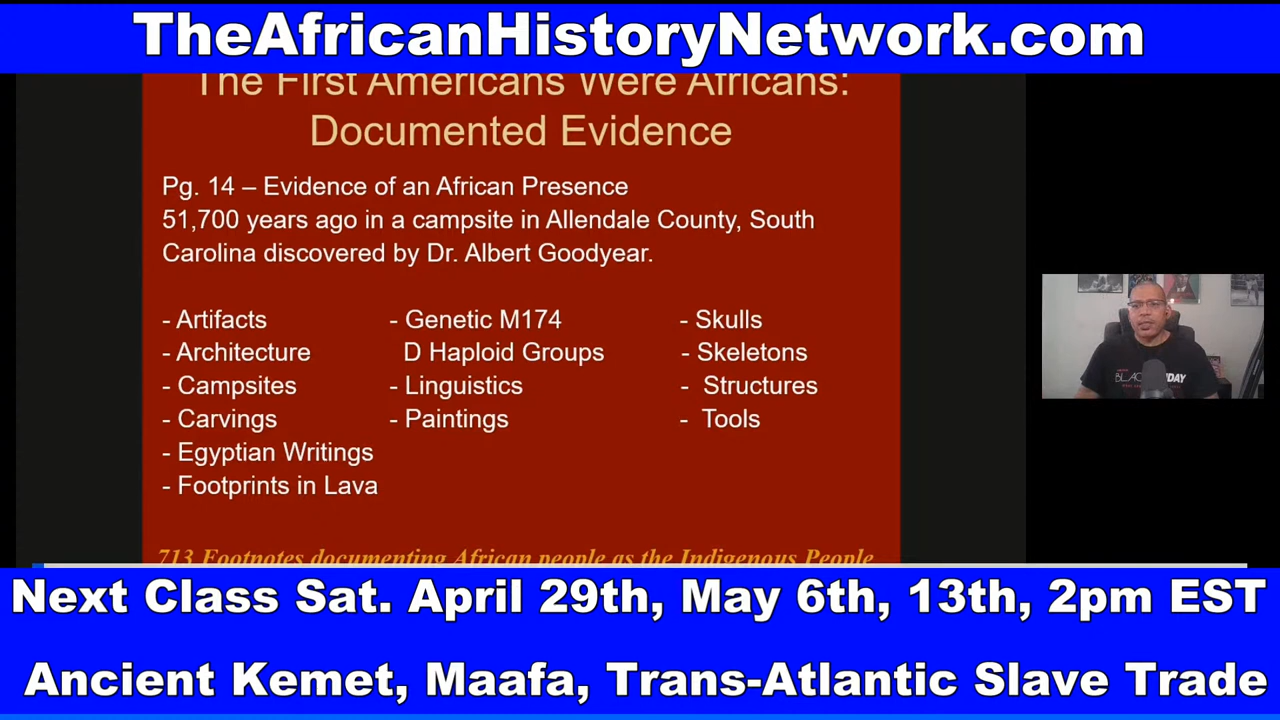 TheAfricanHistoryNetwork.com
The First Americans Were Africans:
Documented Evidence
Pg. 14 – Evidence of an African Presence
51,700 years ago in a campsite in Allendale County, South
Carolina discovered by Dr. Albert Goodyear.
- Artifacts
- Architecture
- Campsites
- Carvings
- Egyptian Writings
- Footprints in Lava
- Genetic M174
D Haploid Groups
- Linguistics
- Paintings
- Skulls
- Skeletons
- Structures
- Tools
713 Footnotes documenting African people as the Indigenous People
Next Class Sat. April 29th, May 6th, 13th, 2pm EST
Ancient Kemet, Maafa, Trans-Atlantic Slave Trade